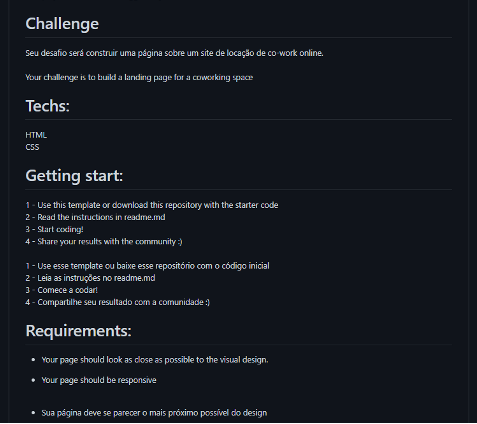 Challenge
Seu desafio será construir uma página sobre um site de locação de co-work online.
Your challenge is to build a landing page for a coworking space
Techs:
HTML
CSS
Getting start:
1 - Use this template or download this repository with the starter code
2 - Read the instructions in readme.md
3 - Start coding!
4 - Share your results with the community :)
1 - Use esse template ou baixe esse repositório com o código inicial
2 - Leia as instruções no readme.md
3 - Comece a codar!
4 - Compartilhe seu resultado com a comunidade :)
Requirements:
• Your page should look as close as possible to the visual design.
• Your page should be responsive
• Sua página deve se parecer o mais próximo possível do design